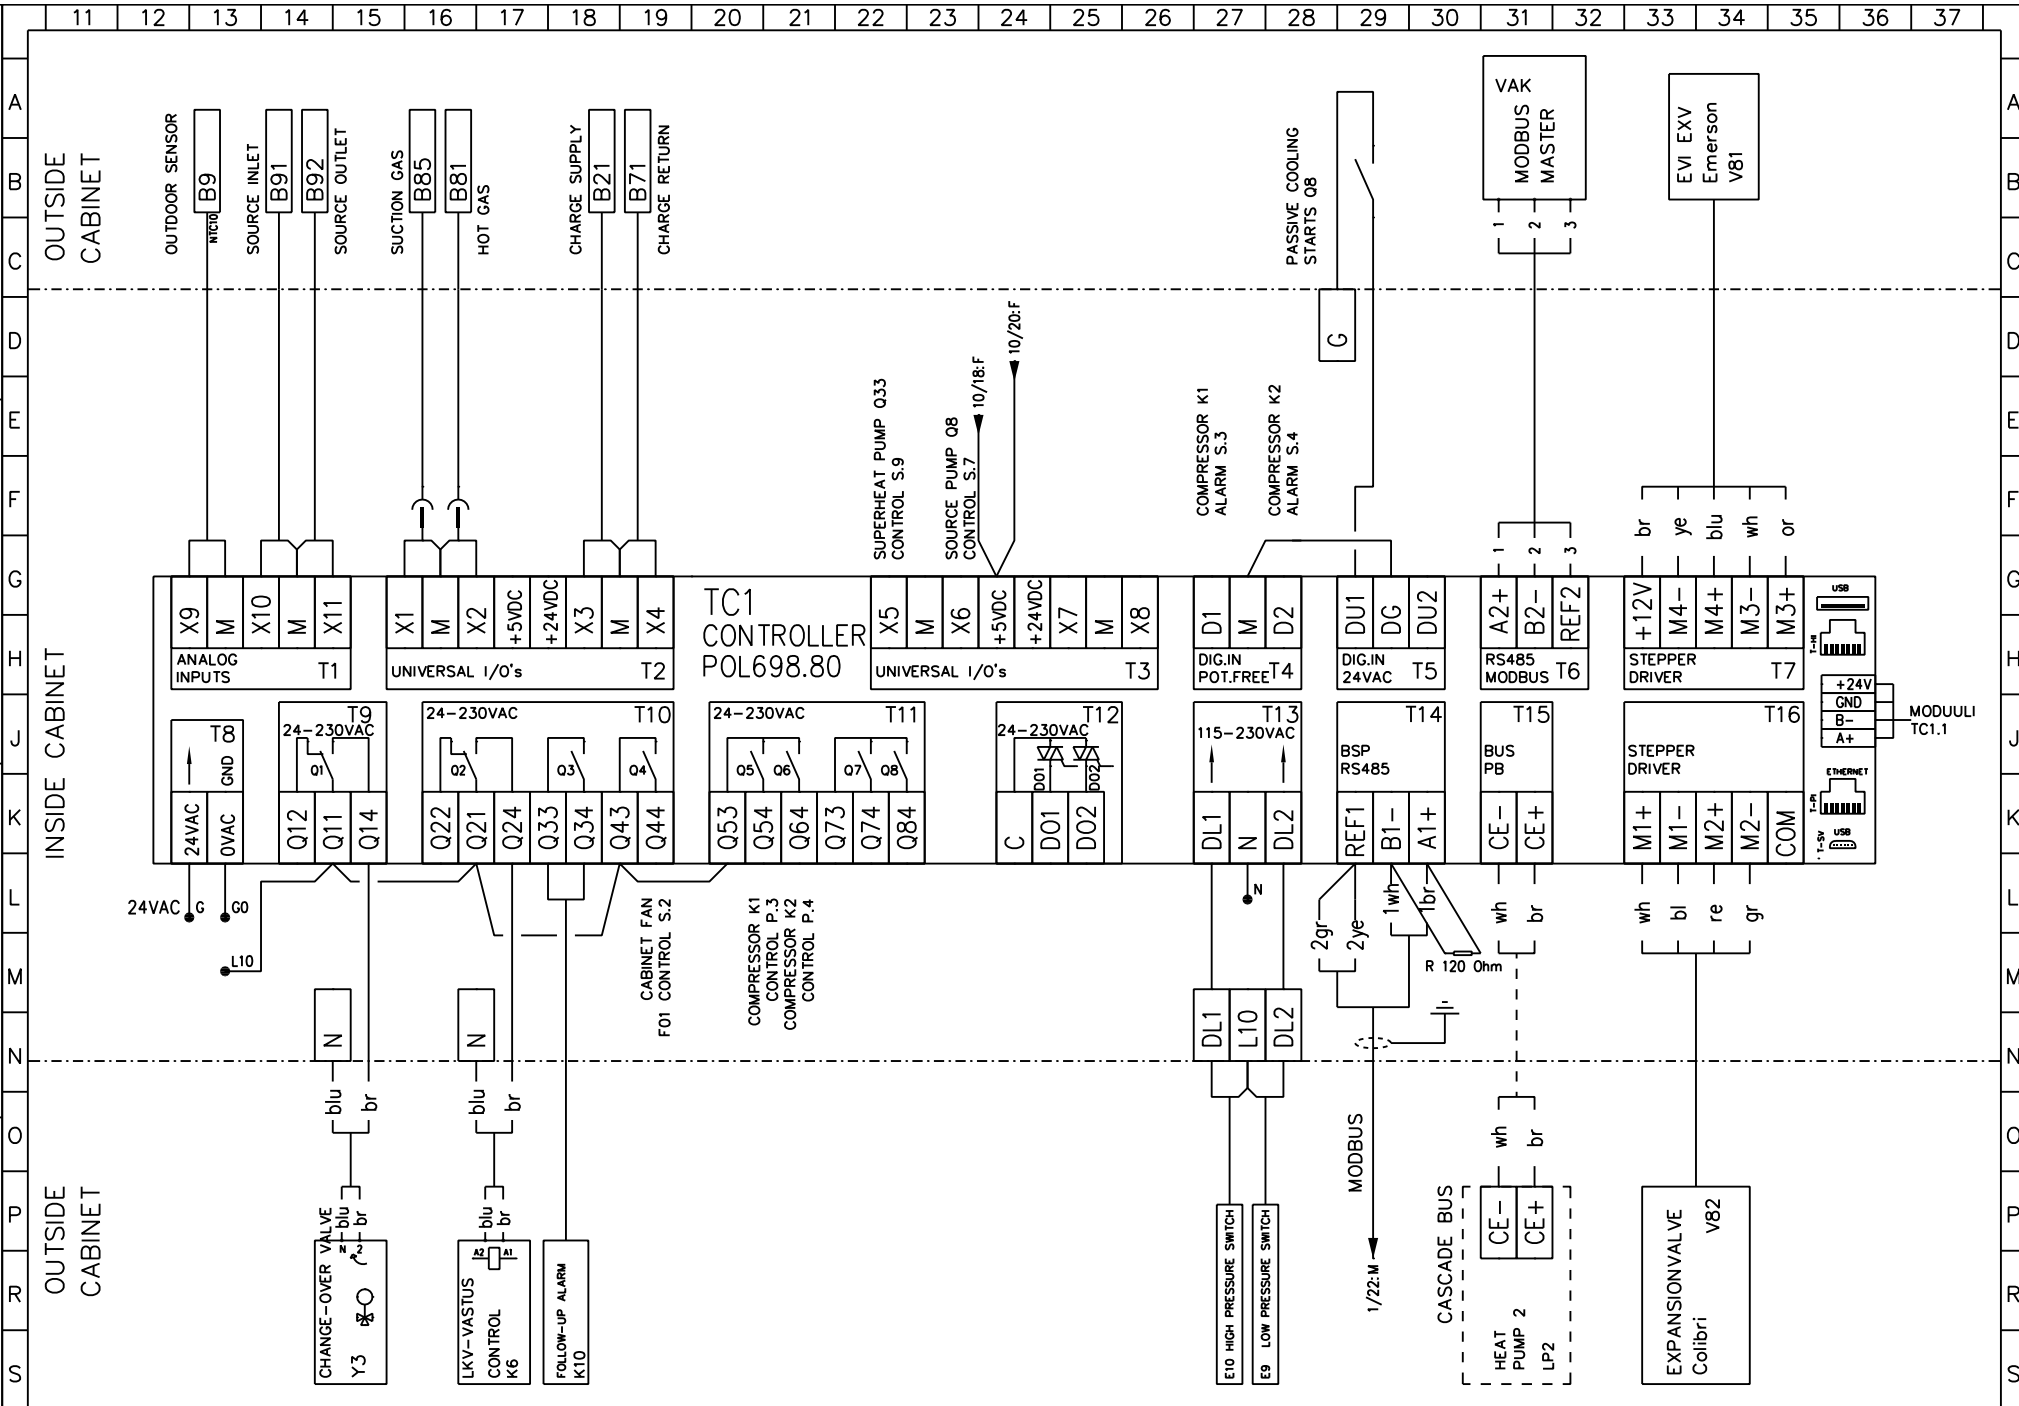 11 12 13 14 15 16 17 18 19 20 21 22 23 24 25 26 27 28 29 30 31 32 33 34 35 36 37
A
B
C
D
E
F
G
H
J
K
L
M
N
O
P
R
S
A
B
C
D
E
F
G
H
J
K
L
M
N
O
P
R
S
OUTSIDE
CABINET
OUTDOOR SENSOR
B9
NTC10
SOURCE INLET
B91
B92
SOURCE OUTLET
SUCTION GAS
B85
B81
HOT GAS
CHARGE SUPPLY
B21
B71
CHARGE RETURN
PASSIVE COOLING
STARTS Q8
G
VAK
MODBUS
MASTER
1 2 3
EVI EXV
Emerson
V81
INSIDE CABINET
SUPERHEAT PUMP Q33
CONTROL S.9
SOURCE PUMP Q8
CONTROL S.7
10/18:F
10/20:F
COMPRESSOR K1
ALARM S.3
COMPRESSOR K2
ALARM S.4
1 2 3
br ye blu wh or
X9 M X10 M X11
ANALOG
INPUTS T1
X1 M X2 +5VDC +24VDC X3 M X4
UNIVERSAL I/O's T2
TC1
CONTROLLER
POL698.80
X5 M X6 +5VDC +24VDC X7 M X8
UNIVERSAL I/O's T3
D1 M D2
DIG.IN
POT.FREE T4
DU1 DG DU2
DIG.IN
24VAC T5
A2+ B2- REF2
RS485
MODBUS T6
+12V M4- M4+ M3- M3+
STEPPER
DRIVER T7
USB
T-HI
+24V
GND
B-
A+
MODUULI
TC1.1
ETHERNET
T-PI
USB
T-SV
T8
GND
24VAC 0VAC
T9
24-230VAC
Q1
Q12 Q11 Q14
24-230VAC T10
Q2 Q3 Q4
Q22 Q21 Q24 Q33 Q34 Q43 Q44
24-230VAC T11
Q5 Q6 Q7 Q8
Q53 Q54 Q64 Q73 Q74 Q84
T12
24-230VAC
DO1 DO2
C DO1 DO2
T13
115-230VAC
DL1 N DL2
T14
BSP
RS485
REF1 B1- A1+
T15
BUS
PB
CE- CE+
T16
STEPPER
DRIVER
M1+ M1- M2+ M2- COM
24VAC G G0
L10
N
N
CABINET FAN
F01 CONTROL S.2
COMPRESSOR K1
CONTROL P.3
COMPRESSOR K2
CONTROL P.4
N
DL1 L10 DL2
2gr 2ye 1wh 1br
R 120 Ohm
wh br
wh bl re gr
OUTSIDE
CABINET
blu br
blu br
blu br
N 2
CHANGE-OVER VALVE
Y3
blu br
A2 A1
LKV-VASTUS
CONTROL
K6
FOLLOW-UP ALARM
K10
E10 HIGH PRESSURE SWITCH
E9 LOW PRESSURE SWITCH
MODBUS
1/22:M
wh br
CASCADE BUS
CE- CE+
HEAT
PUMP 2
LP2
EXPANSIONVALVE
Colibri
V82